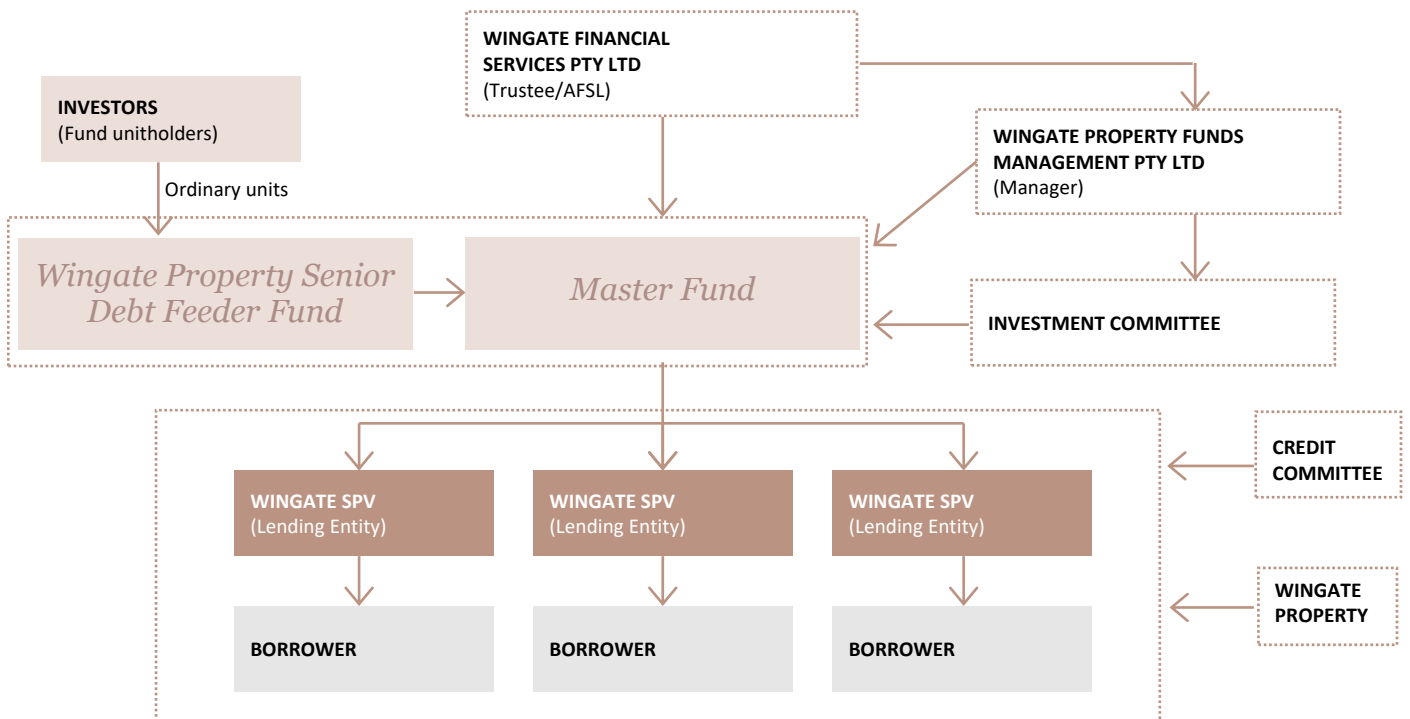 WINGATE FINANCIAL
SERVICES PTY LTD
(Trustee/AFSL)
INVESTORS
(Fund unitholders)
WINGATE PROPERTY FUNDS
MANAGEMENT PTY LTD
(Manager)
Ordinary units
Wingate Property Senior
Debt Feeder Fund
Master Fund
INVESTMENT COMMITTEE
CREDIT
COMMITTEE
WINGATE SPV
(Lending Entity)
WINGATE SPV
(Lending Entity)
WINGATE SPV
(Lending Entity)
WINGATE
PROPERTY
BORROWER
BORROWER
BORROWER